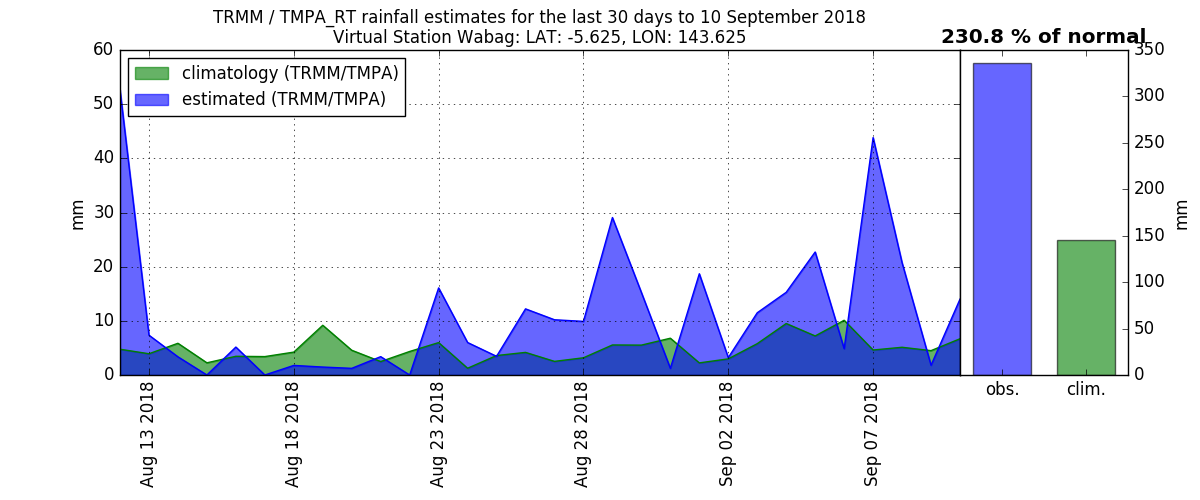 TRMM / TMPA_RT rainfall estimates for the last 30 days to 10 September 2018
Virtual Station Wabag: LAT: -5.625, LON: 143.625
230.8 % of normal
climatology (TRMM/TMPA)
estimated (TRMM/TMPA)
60
50
40
30
20
10
0
mm
350
300
250
200
150
100
50
0
mm
obs.
clim.
Aug 13 2018
Aug 18 2018
Aug 23 2018
Aug 28 2018
Sep 02 2018
Sep 07 2018